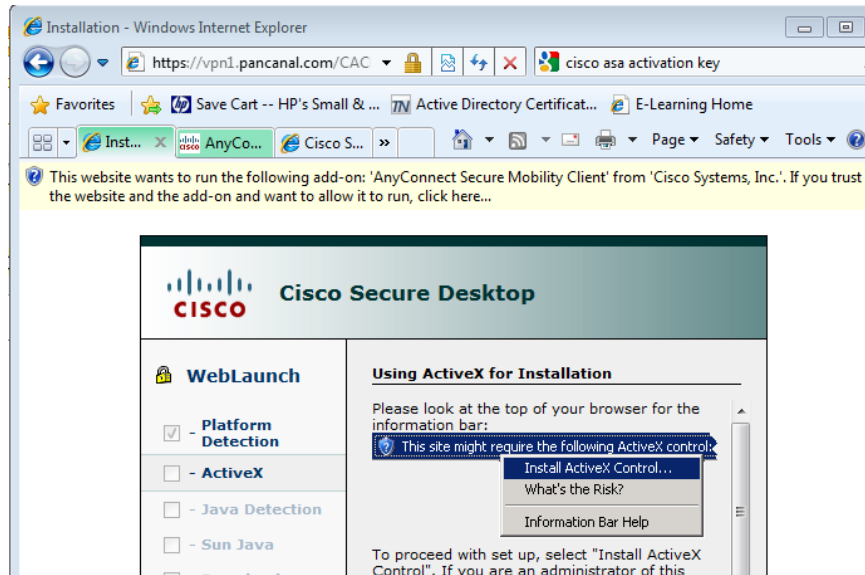 Installation - Windows Internet Explorer
https://vpn1.pancanal.com/CAC
cisco asa activation key
Favorites
Save Cart -- HP's Small & ...
Active Directory Certificat...
E-Learning Home
Inst...
AnyCo...
Cisco S...
Page
Safety
Tools
This website wants to run the following add-on: 'AnyConnect Secure Mobility Client' from 'Cisco Systems, Inc.'. If you trust
the website and the add-on and want to allow it to run, click here...
CISCO
Cisco Secure Desktop
WebLaunch
- Platform
Detection
- ActiveX
- Java Detection
- Sun Java
Using ActiveX for Installation
Please look at the top of your browser for the
information bar:
This site might require the following ActiveX control:
Install ActiveX Control...
What's the Risk?
Information Bar Help
To proceed with set up, select "Install ActiveX
Control". If you are an administrator of this